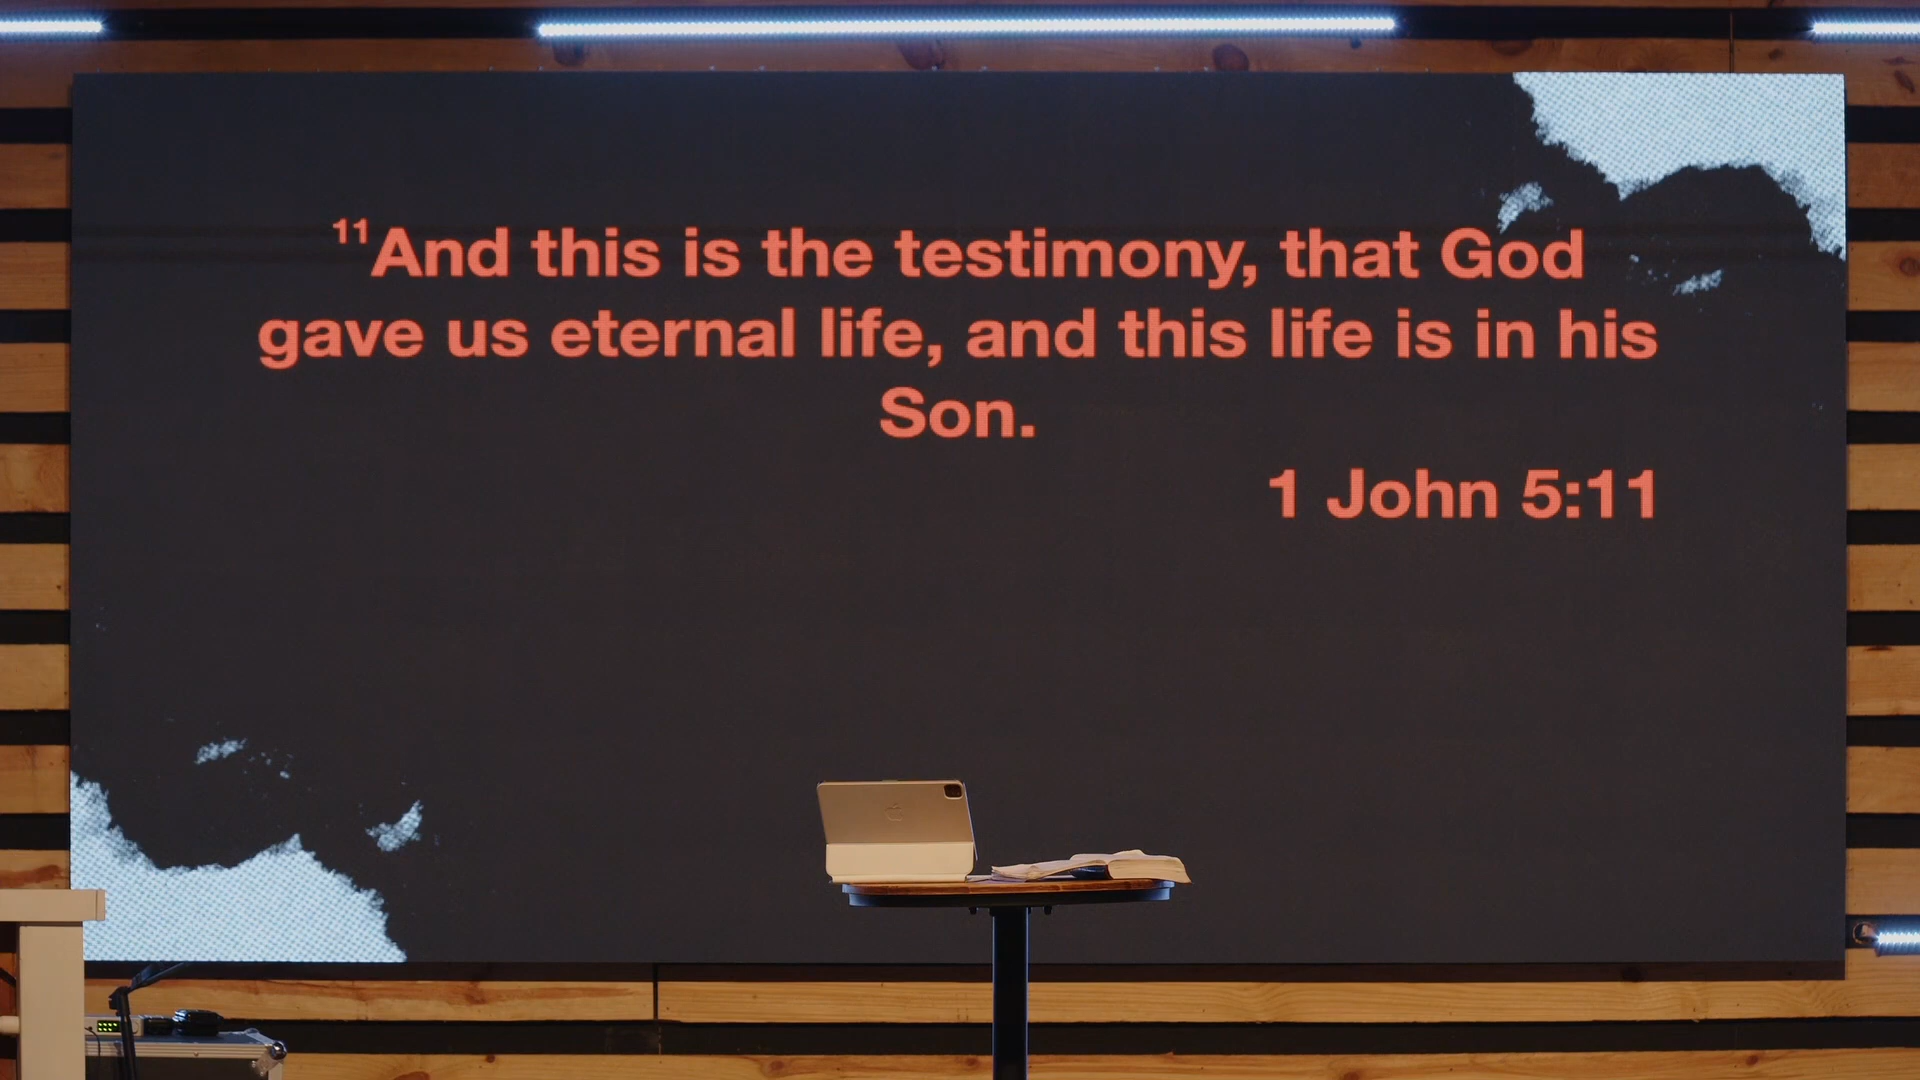 ¹¹And this is the testimony, that God
gave us eternal life, and this life is in his
Son.
1 John 5:11